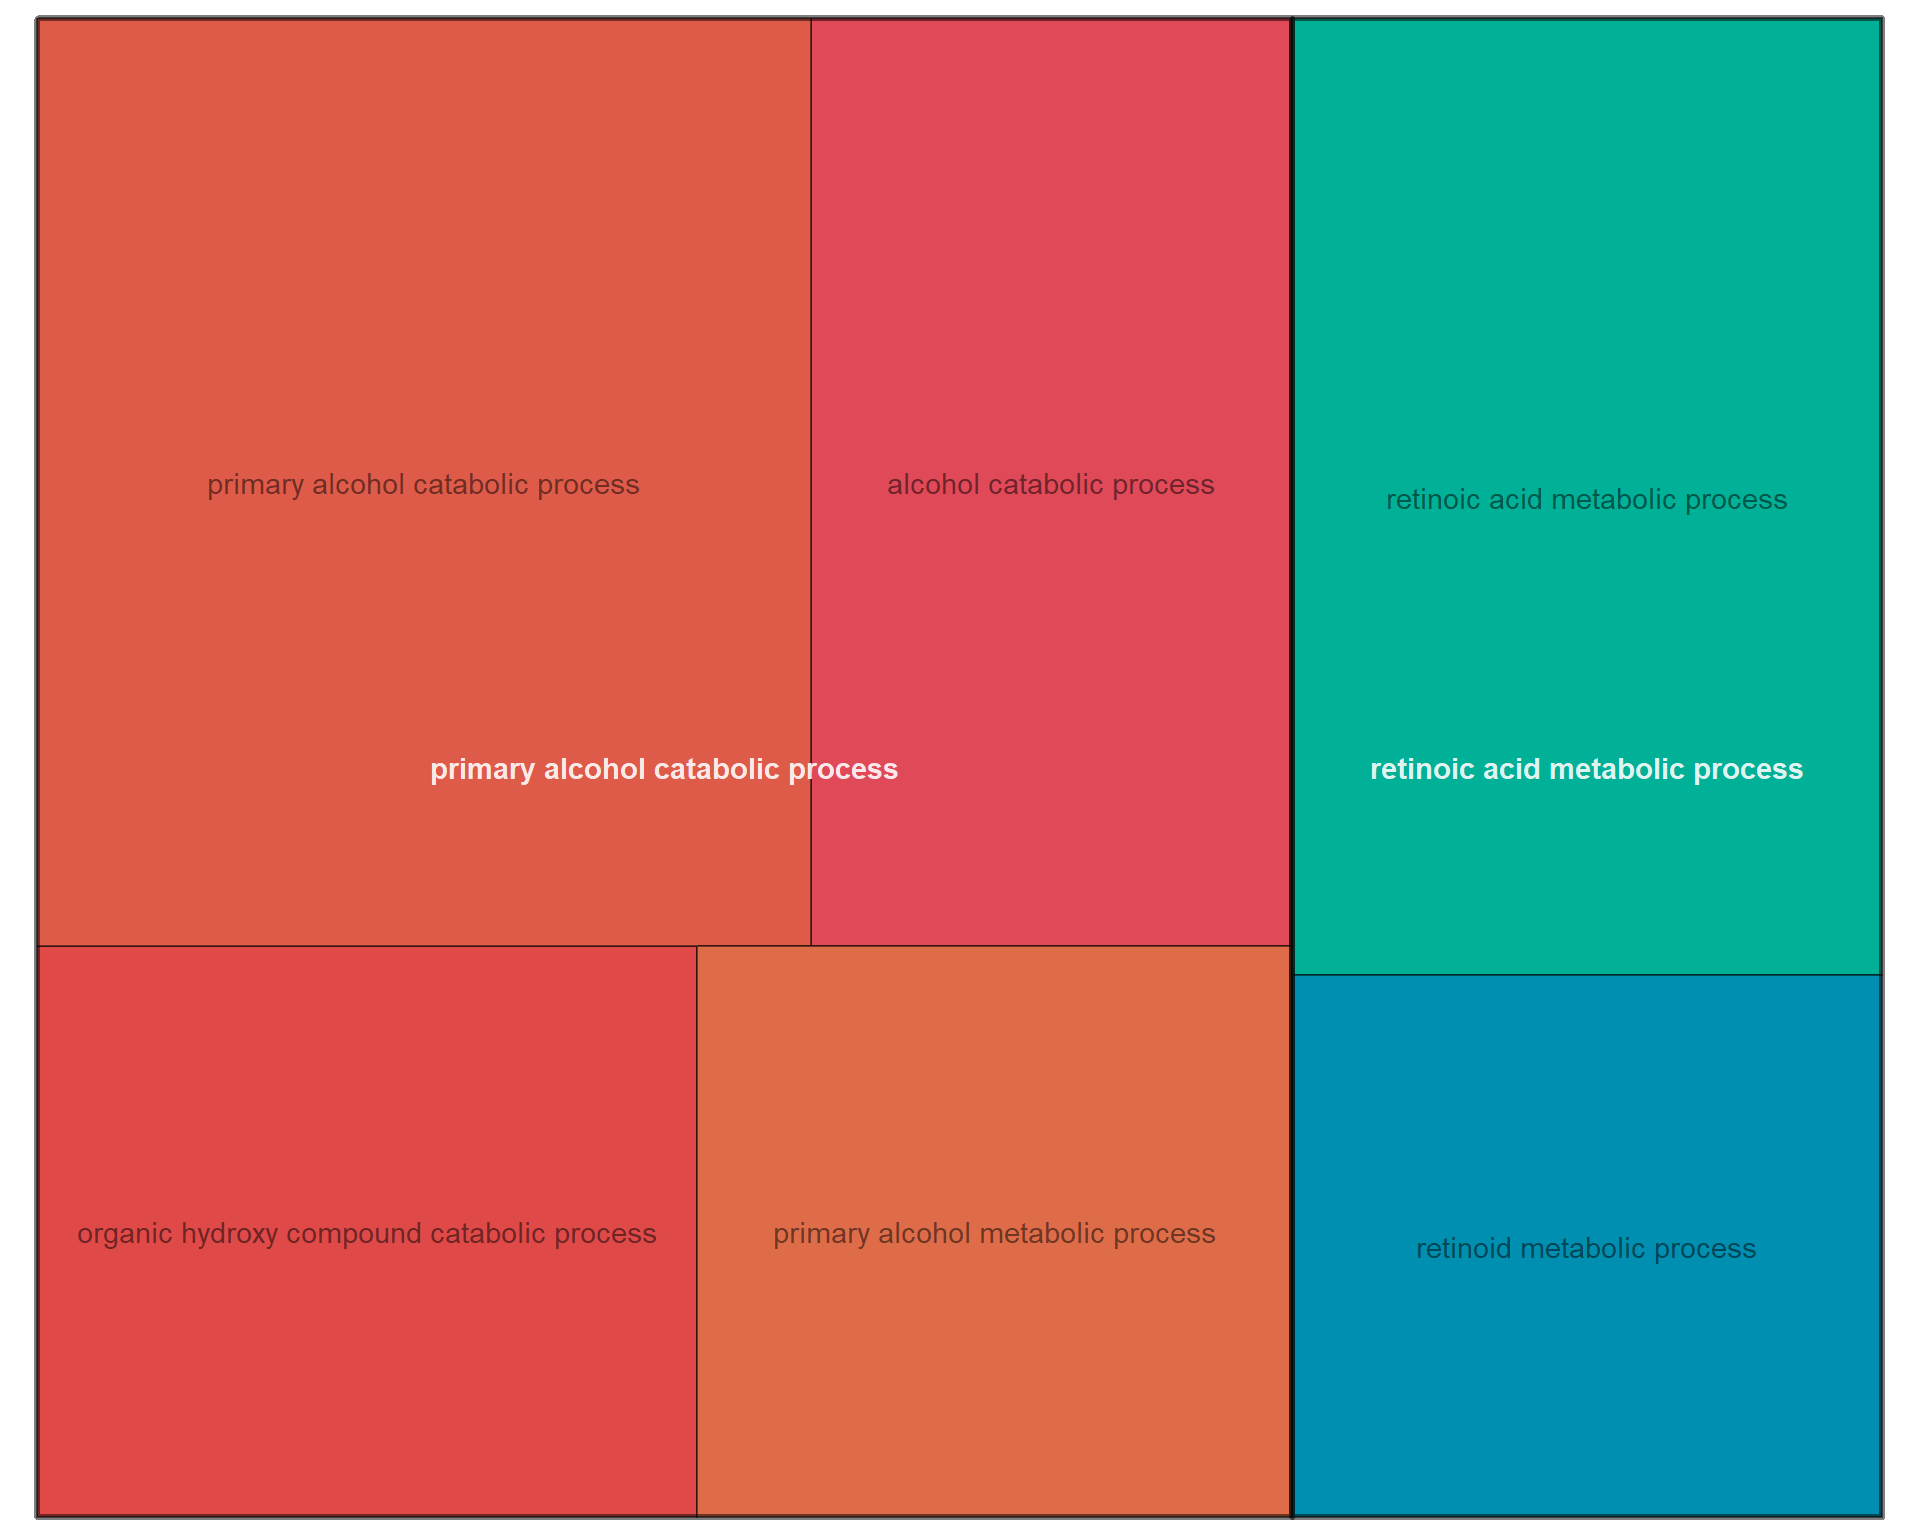 primary alcohol catabolic process
alcohol catabolic process
retinoic acid metabolic process
primary alcohol catabolic process
retinoic acid metabolic process
organic hydroxy compound catabolic process
primary alcohol metabolic process
retinoid metabolic process